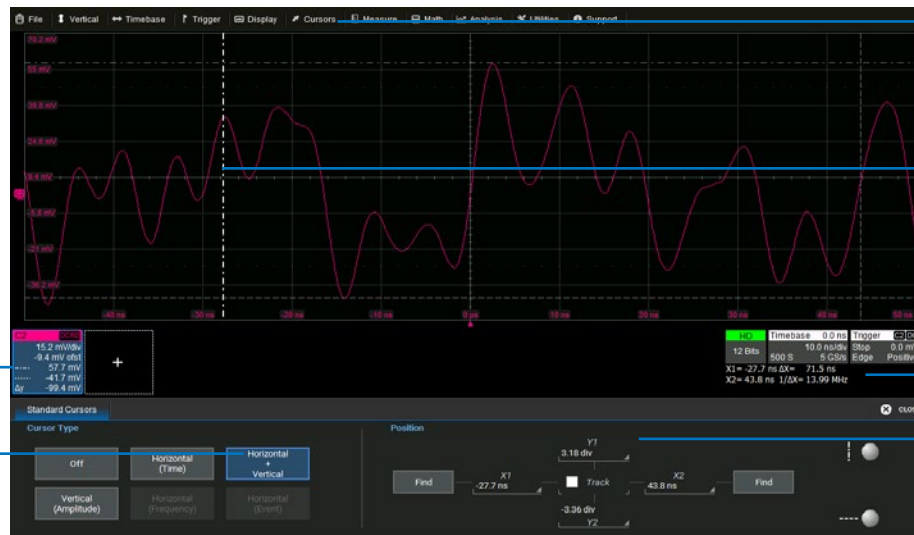 File Vertical Timebase Trigger Display Cursors Measure Math Analysis Utilities Support
70.2 mV
55 mV
39.8 mV
24.6 mV
9.4 mV
-5.8 mV
-21 mV
-36.2 mV
-40 ns -30 ns -20 ns -10 ns 0 ps 10 ns 20 ns 30 ns 40 ns 50 ns
C2
15.2 mV/div
-9.4 mV ofst
57.7 mV
-41.7 mV
Δy -99.4 mV
+
HD Timebase 0.0 ns Trigger
12 Bits 10.0 ns/div Stop 0.0 m
500 S 5 GS/s Edge Positiv
X1= -27.7 ns ΔX= 71.5 ns
X2= 43.8 ns 1/ΔX= 13.99 MHz
Standard Cursors CLOS
Cursor Type
Off
Horizontal
(Time)
Horizontal
+
Vertical
Vertical
(Amplitude)
Horizontal
(Frequency)
Horizontal
(Event)
Position
Y1
3.18 div
Find
X1
-27.7 ns
Track
X2
43.8 ns
Find
-3.36 div
Y2